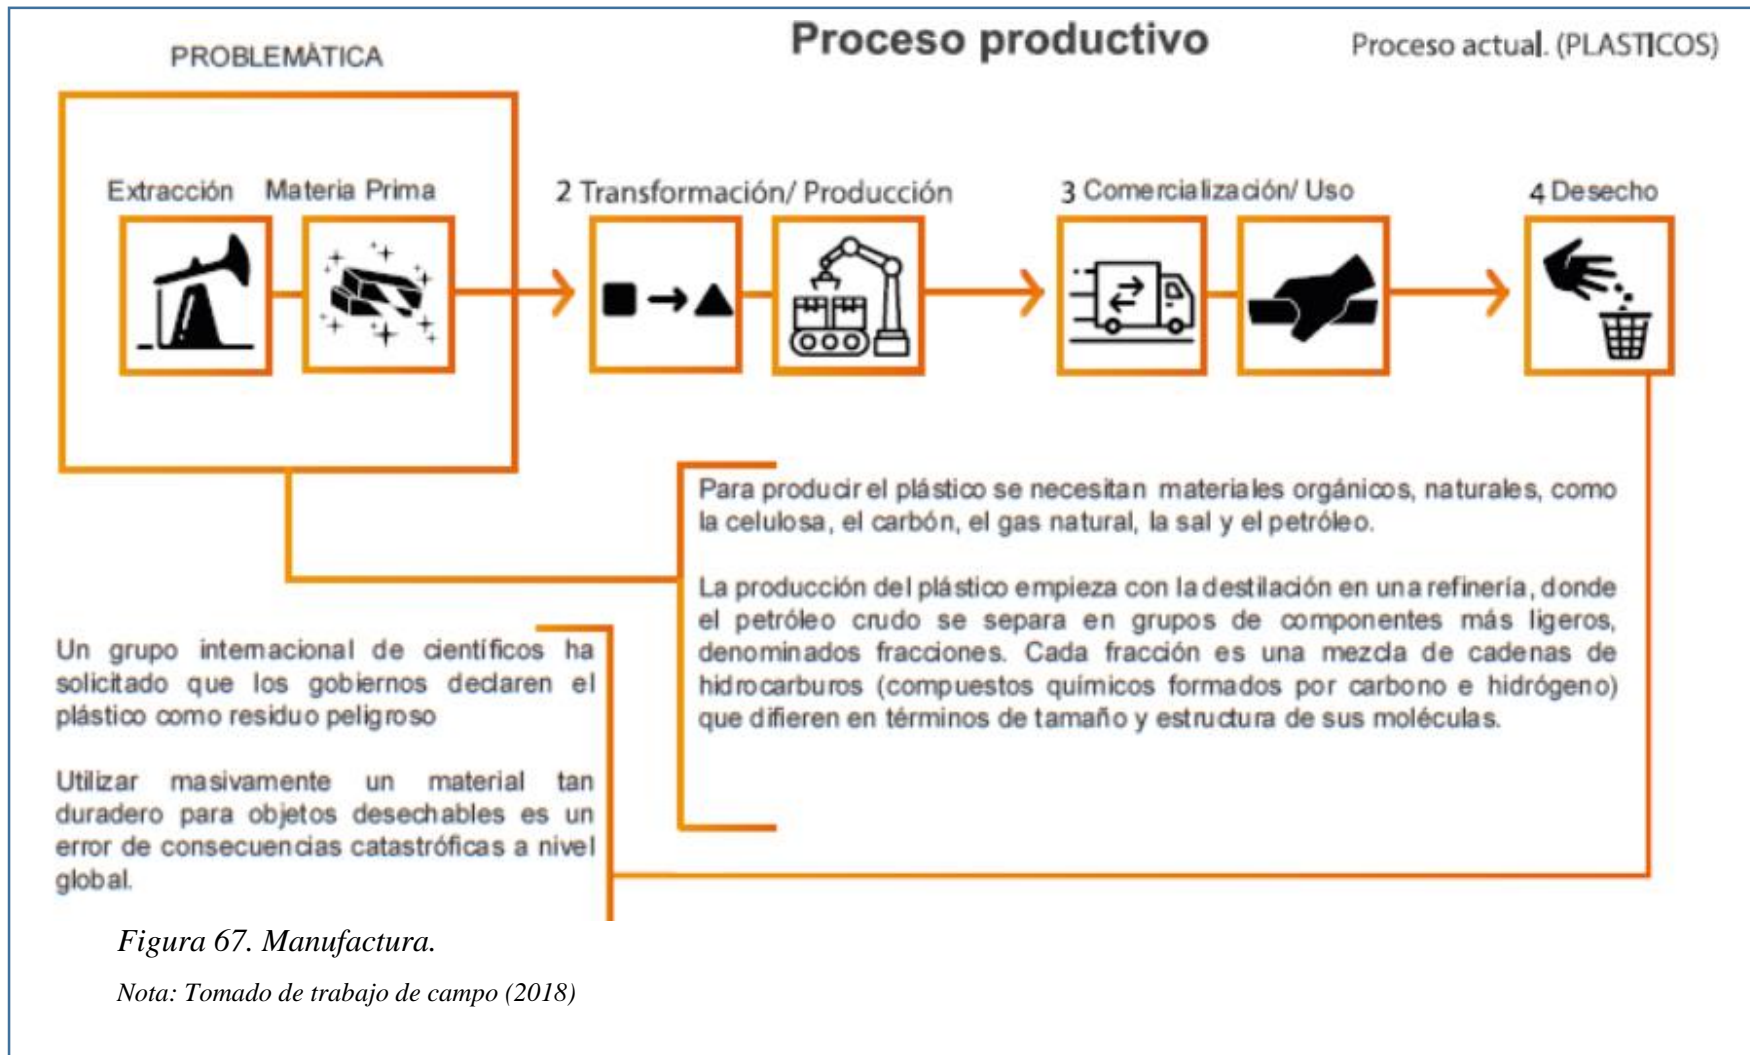 Proceso productivo
Proceso actual. (PLASTICOS)
PROBLEMÀTICA
Extracción
Materia Prima
2 Transformación/ Producción
3 Comercialización/ Uso
4 Desecho
Para producir el plástico se necesitan materiales orgánicos, naturales, como
la celulosa, el carbón, el gas natural, la sal y el petróleo.
La producción del plástico empieza con la destilación en una refinería, donde
el petróleo crudo se separa en grupos de componentes más ligeros,
denominados fracciones. Cada fracción es una mezcla de cadenas de
hidrocarburos (compuestos químicos formados por carbono e hidrógeno)
que difieren en términos de tamaño y estructura de sus moléculas.
Un grupo internacional de científicos ha
solicitado que los gobiernos declaren el
plástico como residuo peligroso
Utilizar masivamente un material tan
duradero para objetos desechables es un
error de consecuencias catastróficas a nivel
global.
Figura 67. Manufactura.
Nota: Tomado de trabajo de campo (2018)